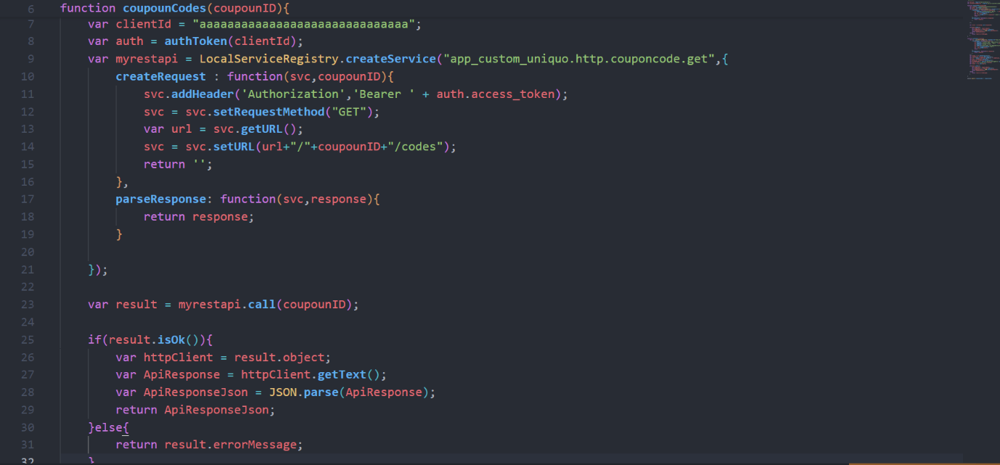 6 function coupounCodes(coupounID){
7 var clientId = "aaaaaaaaaaaaaaaaaaaaaaaaaaaaaa";
8 var auth = authToken(clientId);
9 var myrestapi = LocalServiceRegistry.createService("app_custom_uniquo.http.couponcode.get",{
10 createRequest : function(svc,coupounID){
11 svc.addHeader('Authorization','Bearer ' + auth.access_token);
12 svc = svc.setRequestMethod("GET");
13 var url = svc.getURL();
14 svc = svc.setURL(url+"/"+coupounID+"/codes");
15 return '';
16 },
17 parseResponse: function(svc,response){
18 return response;
19 }
20
21 });
22
23 var result = myrestapi.call(coupounID);
24
25 if(result.isOk()){
26 var httpClient = result.object;
27 var ApiResponse = httpClient.getText();
28 var ApiResponseJson = JSON.parse(ApiResponse);
29 return ApiResponseJson;
30 }else{
31 return result.errorMessage;
32 }